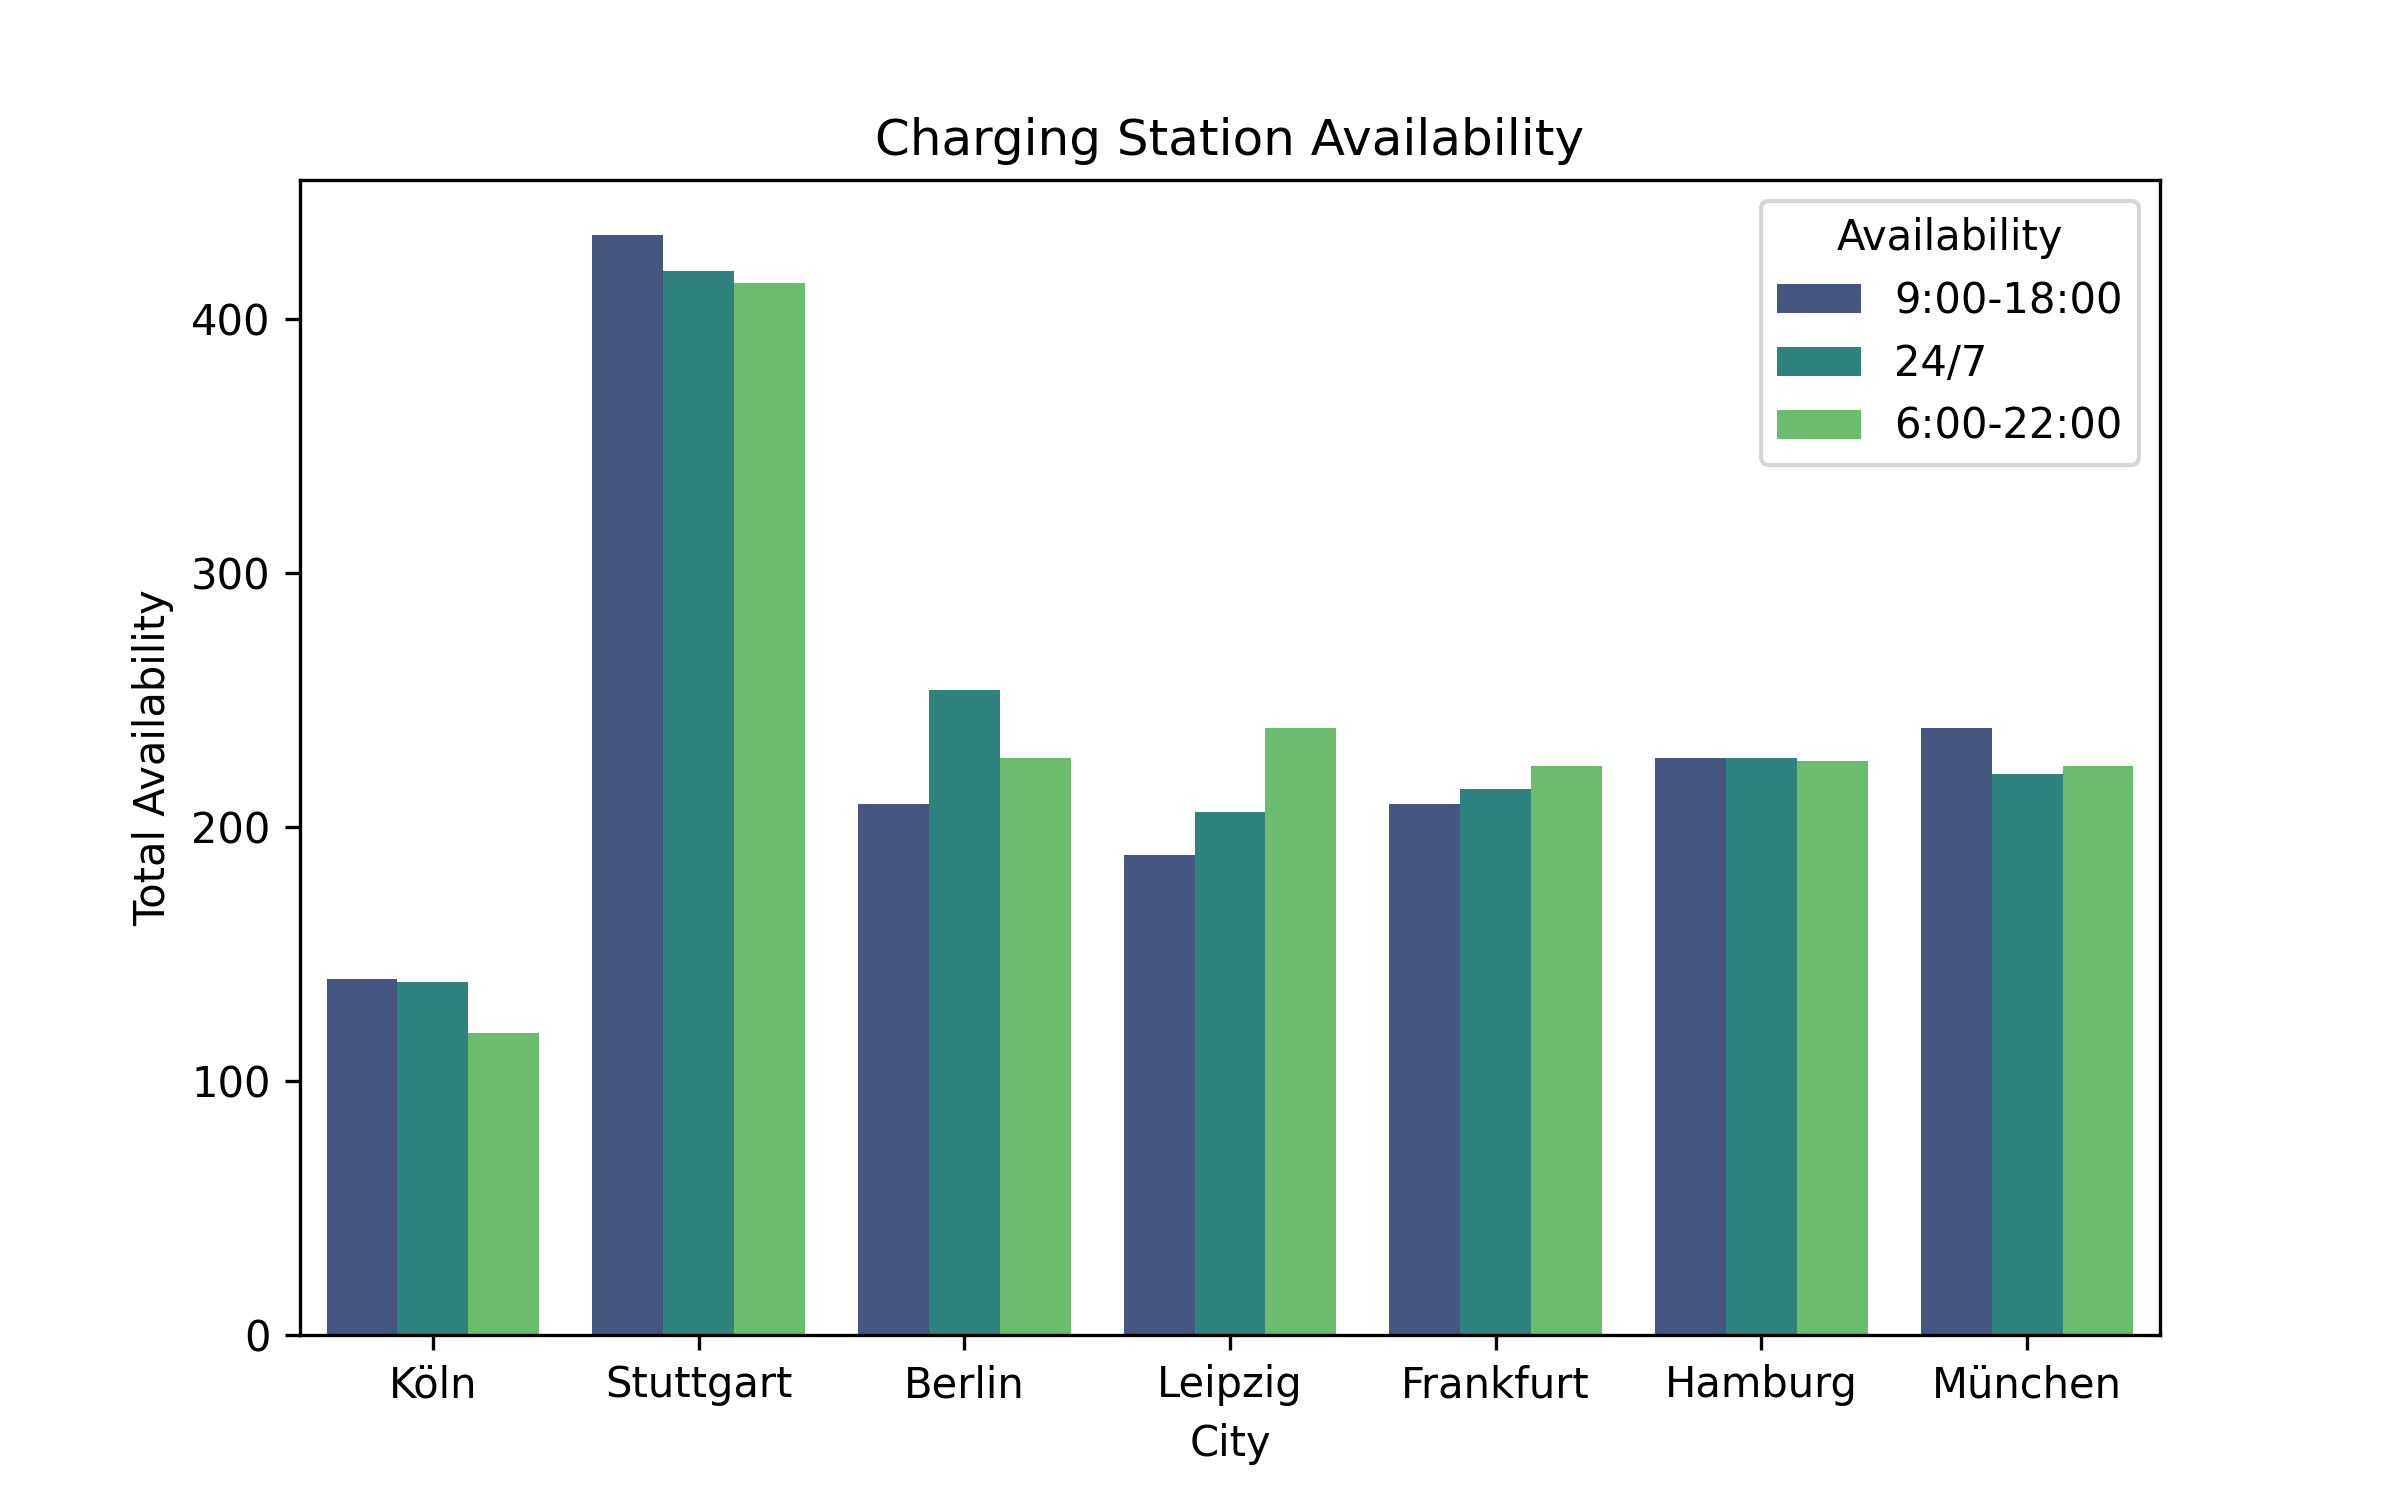 Charging Station Availability
Availability
9:00-18:00
24/7
6:00-22:00
Total Availability
400
300
200
100
0
Köln Stuttgart Berlin Leipzig Frankfurt Hamburg München
City